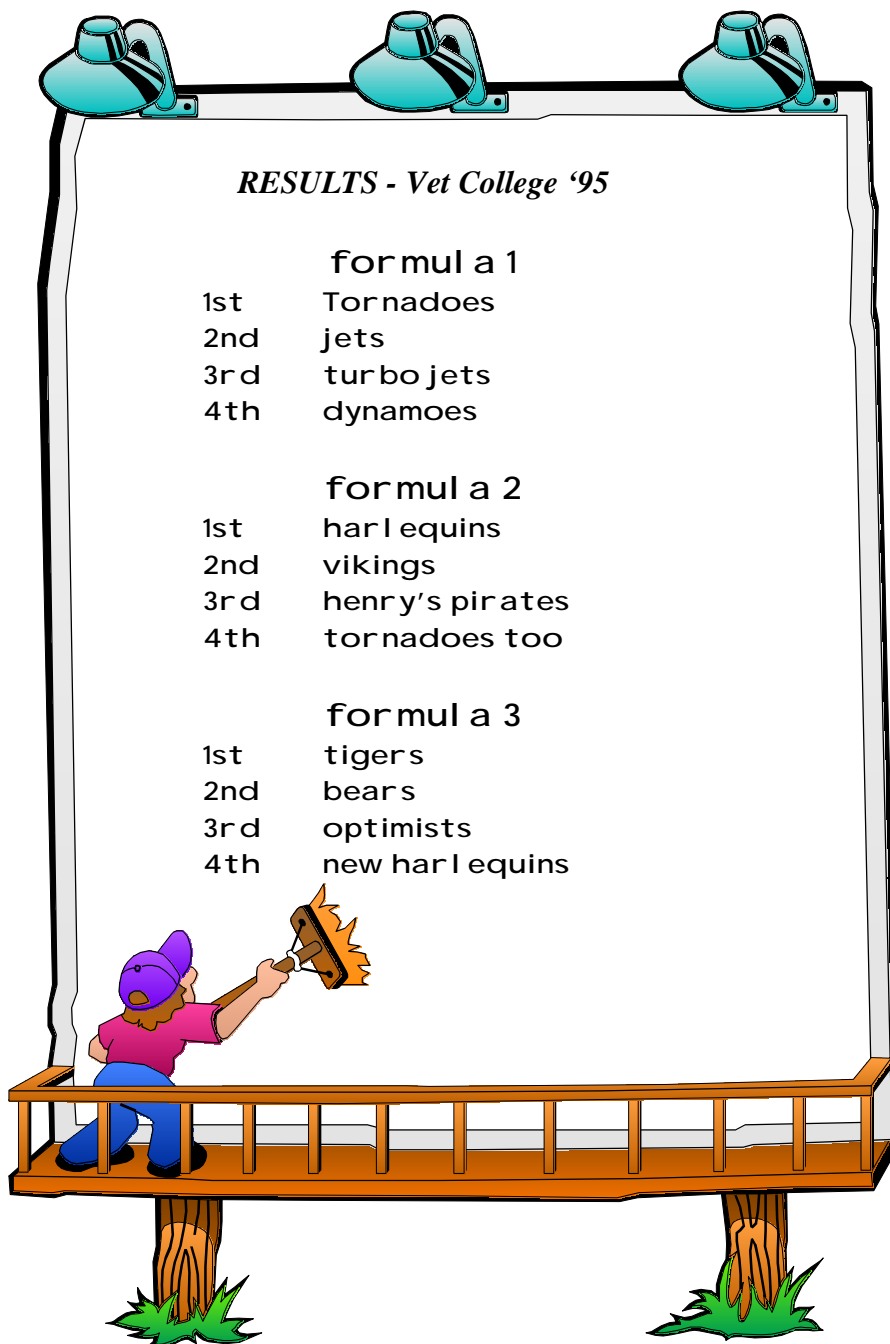 RESULTS - Vet College ‘95
formula 1
1st Tornadoes
2nd jets
3rd turbo jets
4th dynamoes
formula 2
1st harlequins
2nd vikings
3rd henry’s pirates
4th tornadoes too
formula 3
1st tigers
2nd bears
3rd optimists
4th new harlequins